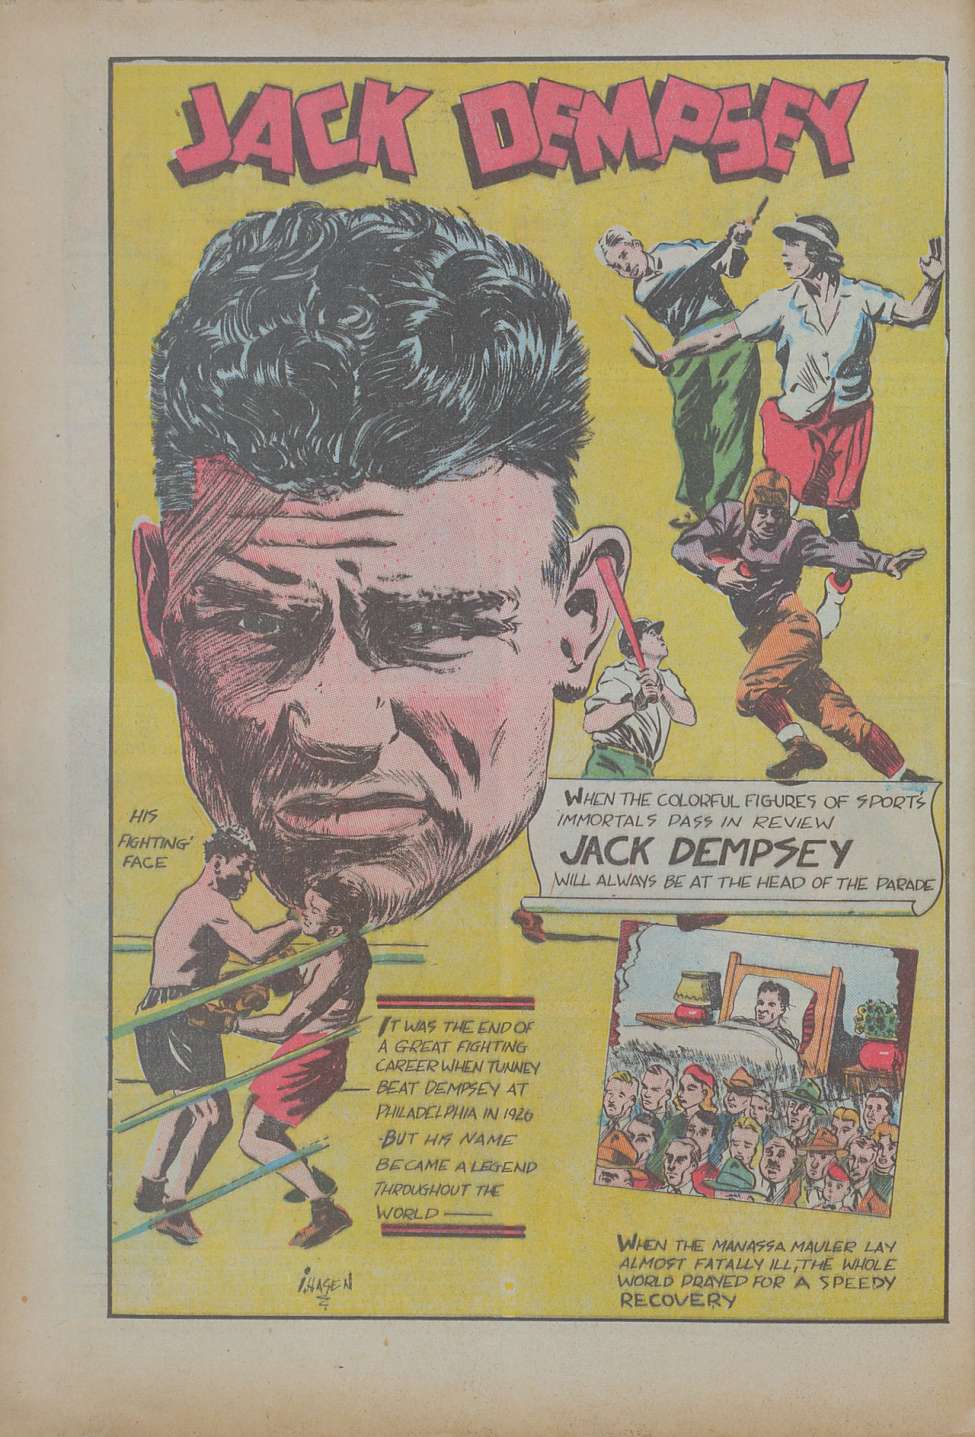 JACK DEMPSEY
HIS
FIGHTING'
FACE
WHEN THE COLORFUL FIGURES OF SPORT'S
IMMORTALS PASS IN REVIEW
JACK DEMPSEY
WILL ALWAYS BE AT THE HEAD OF THE PARADE
IT WAS THE END OF
A GREAT FIGHTING
CAREER WHEN TUNNEY
BEAT DEMPSEY AT
PHILADELPHIA IN 1926
-BUT HIS NAME
BECAME A LEGEND
THROUGHOUT THE
WORLD —
WHEN THE MANASSA MAULER LAY
ALMOST FATALLY ILL, THE WHOLE
WORLD PRAYED FOR A SPEEDY
RECOVERY
I. HASEN